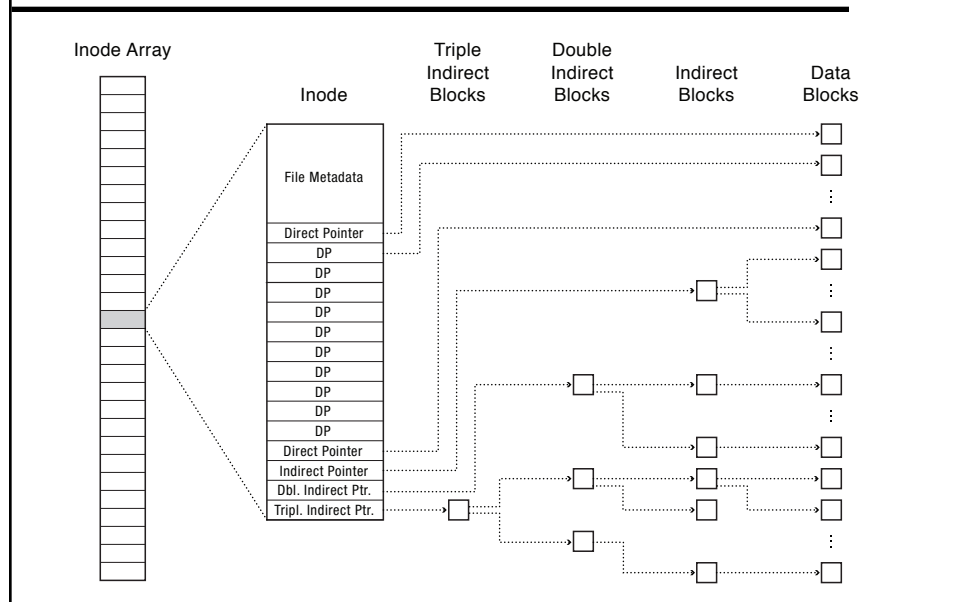 Inode Array
Inode
Triple
Indirect
Blocks
Double
Indirect
Blocks
Indirect
Blocks
Data
Blocks
File Metadata
Direct Pointer
DP
DP
DP
DP
DP
DP
DP
DP
DP
DP
Direct Pointer
Indirect Pointer
Dbl. Indirect Ptr.
Tripl. Indirect Ptr.